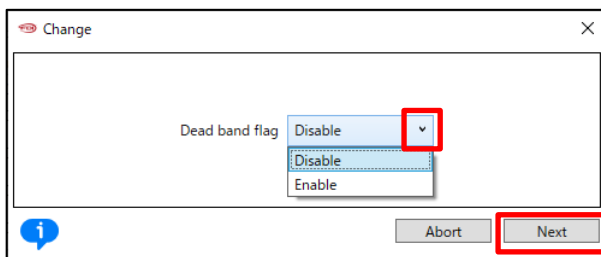 Change
Dead band flag Disable
Disable
Enable
Abort Next